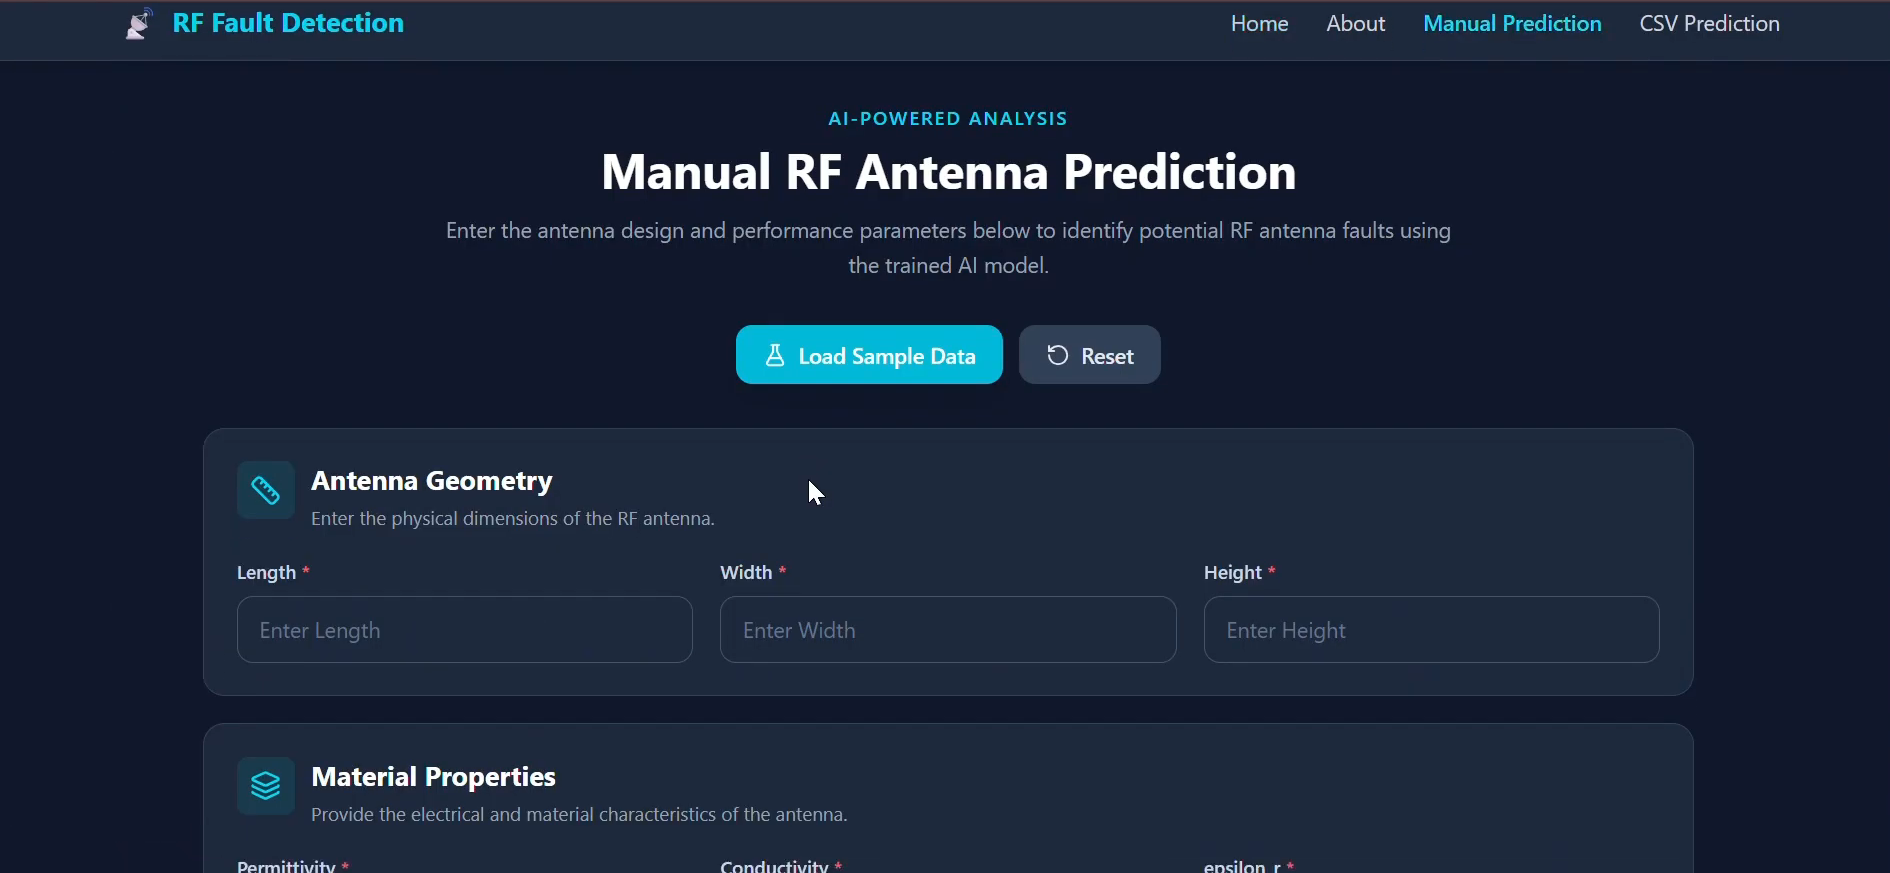 RF Fault Detection
Home About Manual Prediction CSV Prediction
AI-POWERED ANALYSIS
Manual RF Antenna Prediction
Enter the antenna design and performance parameters below to identify potential RF antenna faults using
the trained AI model.
Load Sample Data Reset
Antenna Geometry
Enter the physical dimensions of the RF antenna.
Length * Width * Height *
Enter Length Enter Width Enter Height
Material Properties
Provide the electrical and material characteristics of the antenna.
Permittivity * Conductivity * epsilon_r *